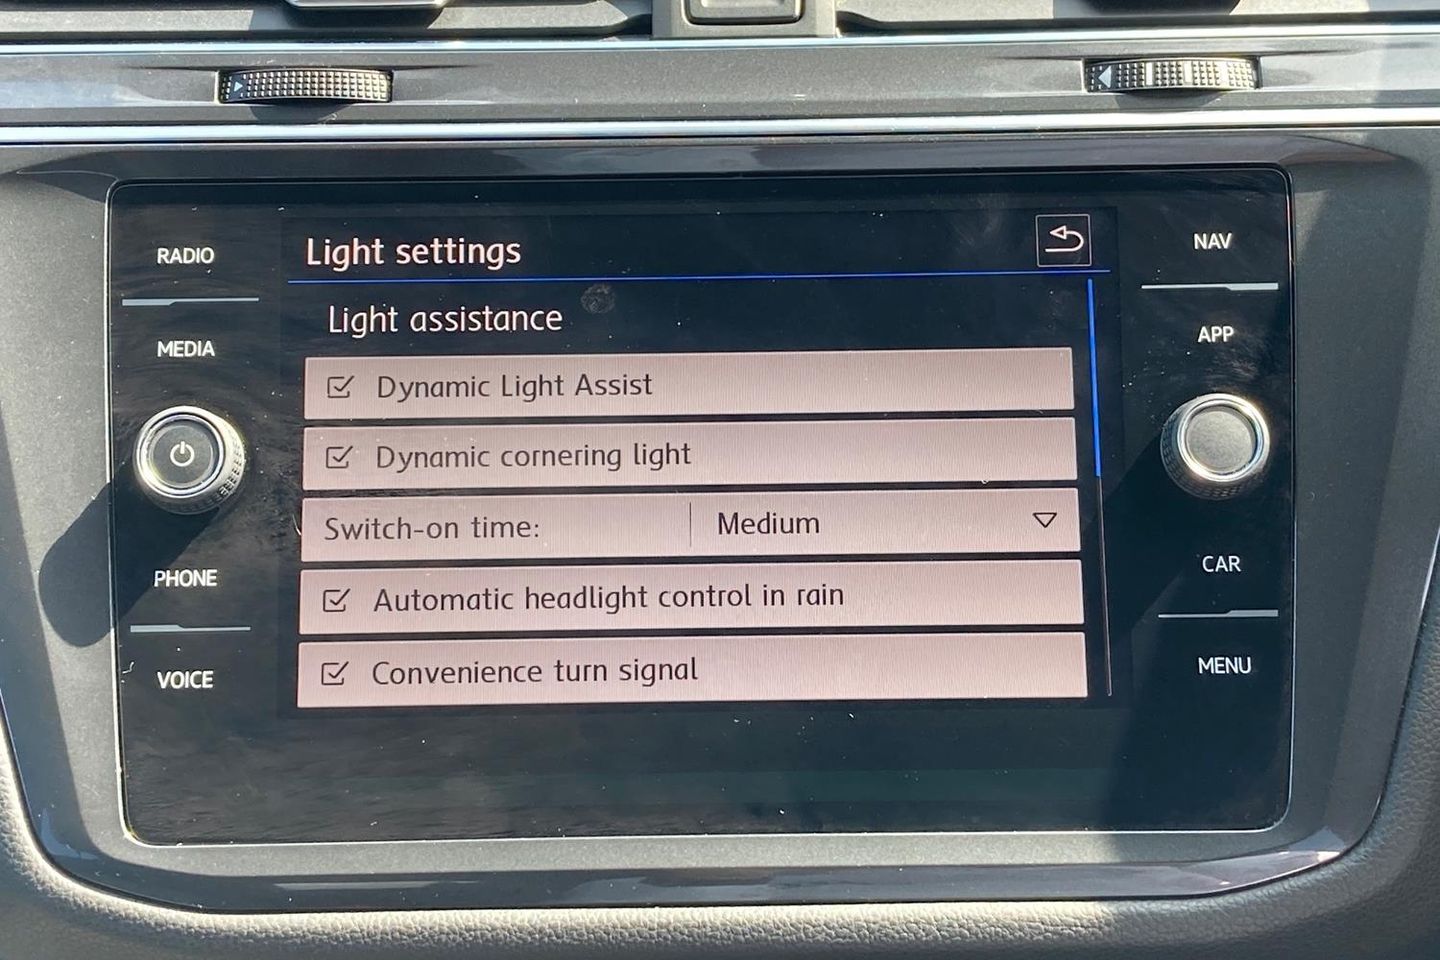 RADIO
MEDIA
PHONE
VOICE
Light settings
Light assistance
Dynamic Light Assist
Dynamic cornering light
Switch-on time: Medium
Automatic headlight control in rain
Convenience turn signal
NAV
APP
CAR
MENU